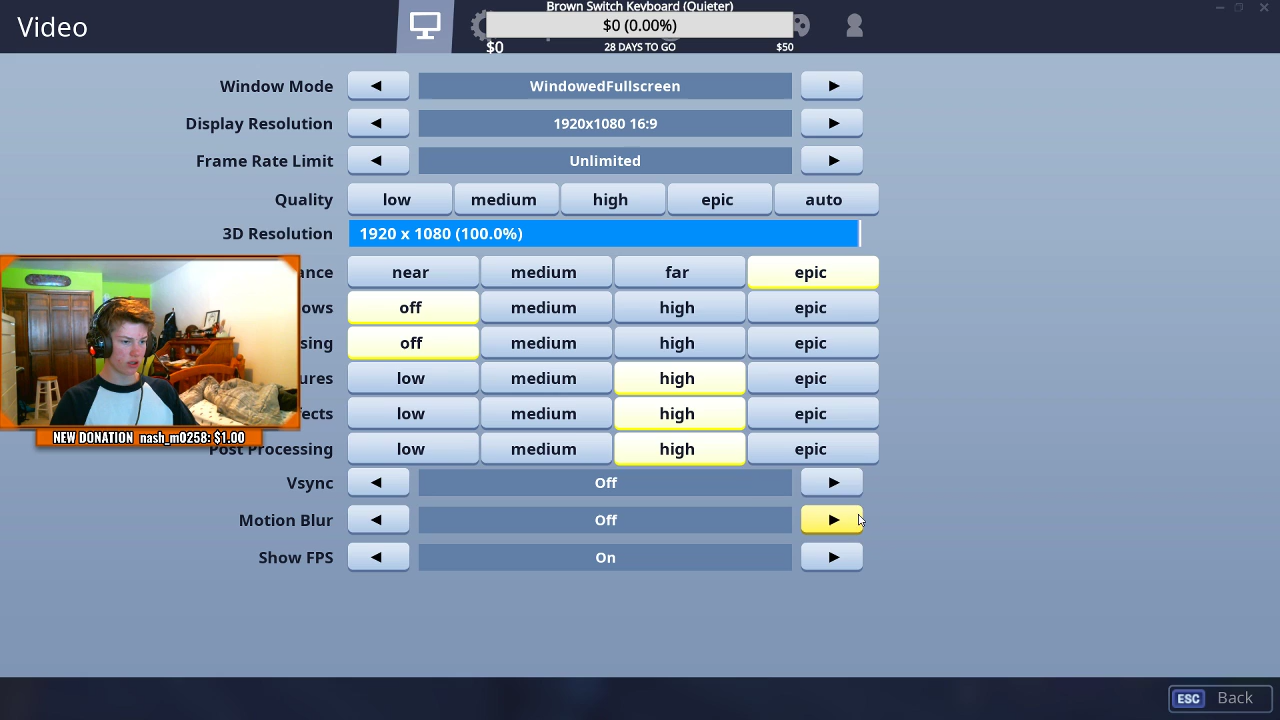 Video
Brown Switch Keyboard (Quieter)
$0 (0.00%)
$0 28 DAYS TO GO $50
Window Mode WindowedFullscreen
Display Resolution 1920x1080 16:9
Frame Rate Limit Unlimited
Quality low medium high epic auto
3D Resolution 1920 x 1080 (100.0%)
ance near medium far epic
ows off medium high epic
sing off medium high epic
ures low medium high epic
ects low medium high epic
NEW DONATION nash_m0258: $1.00
Post Processing low medium high epic
Vsync Off
Motion Blur Off
Show FPS On
ESC Back